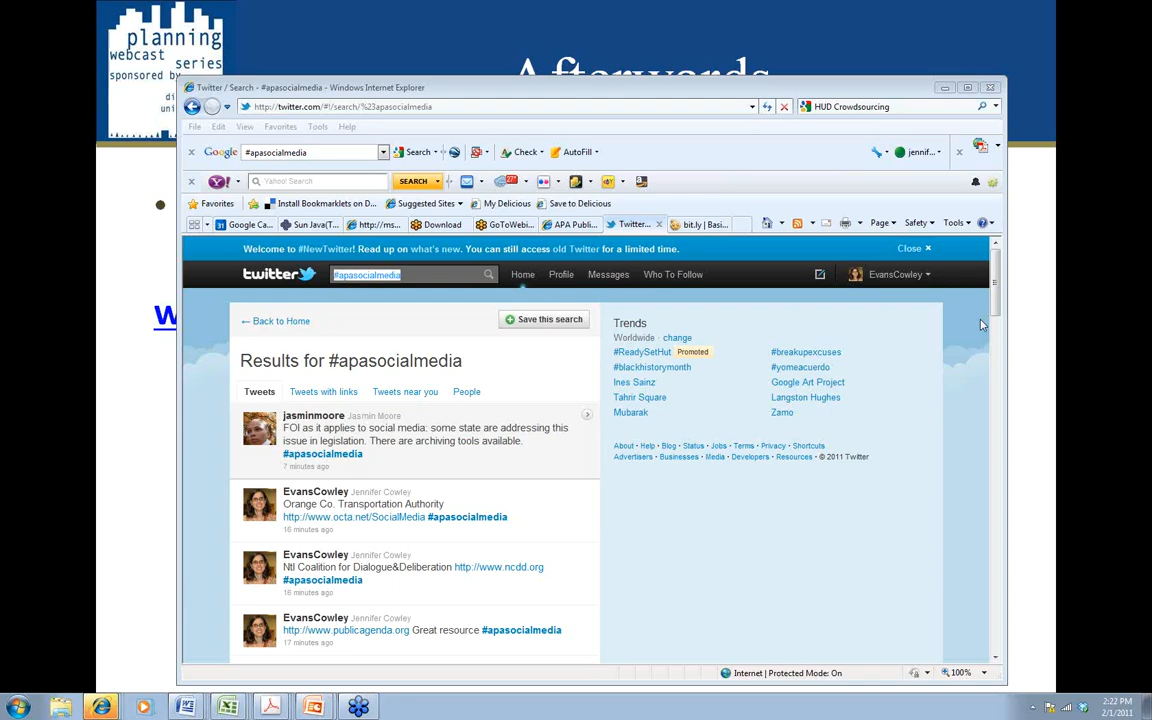 planning
webcast series
sponsored by
di
uni
Afterwards
W
Twitter / Search - #apasocialmedia - Windows Internet Explorer
http://twitter.com/#!/search/%23apasocialmedia
HUD Crowdsourcing
File Edit View Favorites Tools Help
Google #apasocialmedia Search Check AutoFill jennif...
Y! Yahoo! Search SEARCH
Favorites Install Bookmarklets on D... Suggested Sites My Delicious Save to Delicious
Google Ca... Sun Java(T... http://ms... Download GoToWebi... APA Publi... Twitter... bit.ly | Basi... Page Safety Tools
Welcome to #NewTwitter! Read up on what's new. You can still access old Twitter for a limited time. Close ×
twitter #apasocialmedia Home Profile Messages Who To Follow EvansCowley
← Back to Home Save this search
Results for #apasocialmedia
Tweets Tweets with links Tweets near you People
jasminmoore Jasmin Moore
FOI as it applies to social media: some state are addressing this
issue in legislation. There are archiving tools available.
#apasocialmedia
7 minutes ago
EvansCowley Jennifer Cowley
Orange Co. Transportation Authority
http://www.octa.net/SocialMedia #apasocialmedia
16 minutes ago
EvansCowley Jennifer Cowley
Ntl Coalition for Dialogue&Deliberation http://www.ncdd.org
#apasocialmedia
16 minutes ago
EvansCowley Jennifer Cowley
http://www.publicagenda.org Great resource #apasocialmedia
17 minutes ago
Trends
Worldwide · change
#ReadySetHut Promoted
#blackhistorymonth
Ines Sainz
Tahrir Square
Mubarak
#breakupexcuses
#yomeacuerdo
Google Art Project
Langston Hughes
Zamo
About · Help · Blog · Status · Jobs · Terms · Privacy · Shortcuts
Advertisers · Businesses · Media · Developers · Resources · © 2011 Twitter
Internet | Protected Mode: On 100%
2:22 PM
2/1/2011